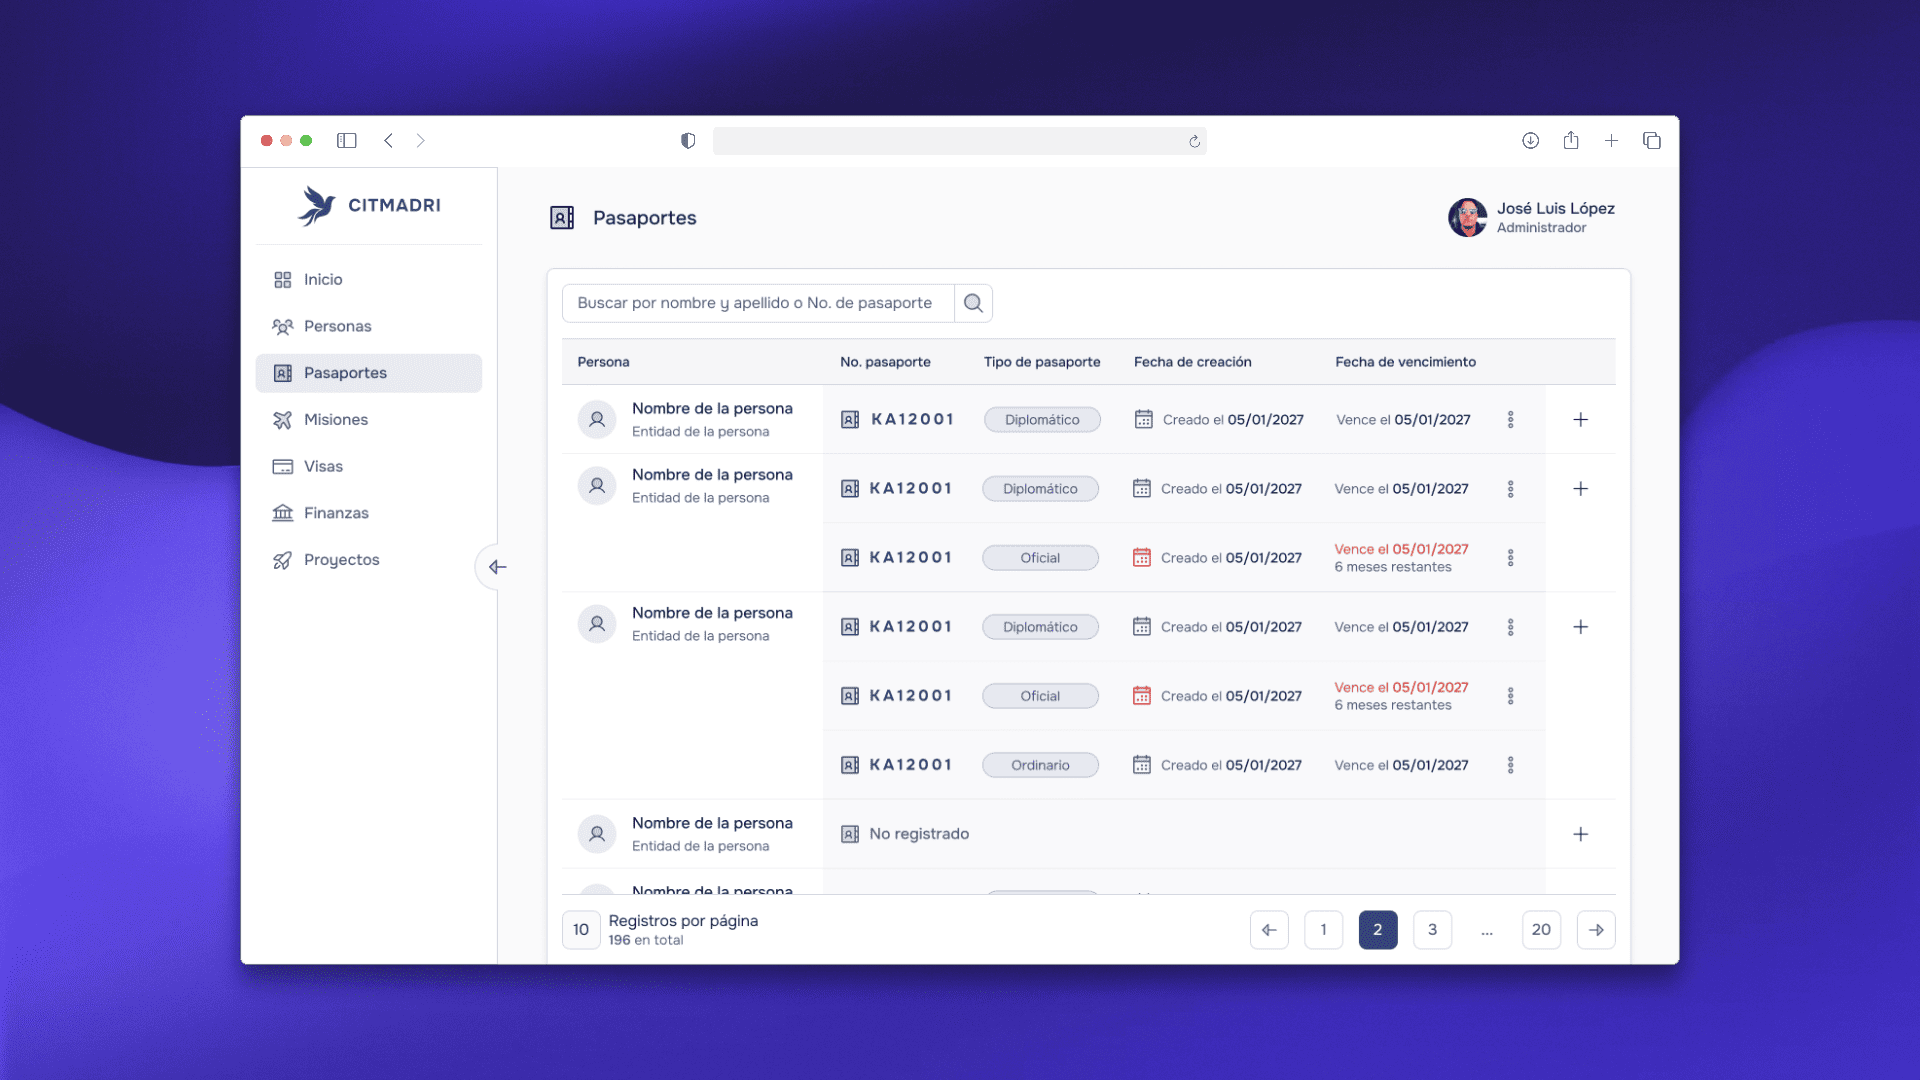 CITMADRI
Pasaportes
José Luis López
Administrador
Inicio
Personas
Pasaportes
Misiones
Visas
Finanzas
Proyectos
Buscar por nombre y apellido o No. de pasaporte
Persona No. pasaporte Tipo de pasaporte Fecha de creación Fecha de vencimiento
Nombre de la persona
Entidad de la persona
KA12001 Diplomático Creado el 05/01/2027 Vence el 05/01/2027
Nombre de la persona
Entidad de la persona
KA12001 Diplomático Creado el 05/01/2027 Vence el 05/01/2027
KA12001 Oficial Creado el 05/01/2027 Vence el 05/01/2027
6 meses restantes
Nombre de la persona
Entidad de la persona
KA12001 Diplomático Creado el 05/01/2027 Vence el 05/01/2027
KA12001 Oficial Creado el 05/01/2027 Vence el 05/01/2027
6 meses restantes
KA12001 Ordinario Creado el 05/01/2027 Vence el 05/01/2027
Nombre de la persona
Entidad de la persona
No registrado
Nombre de la persona
10 Registros por página
196 en total
1 2 3 ... 20